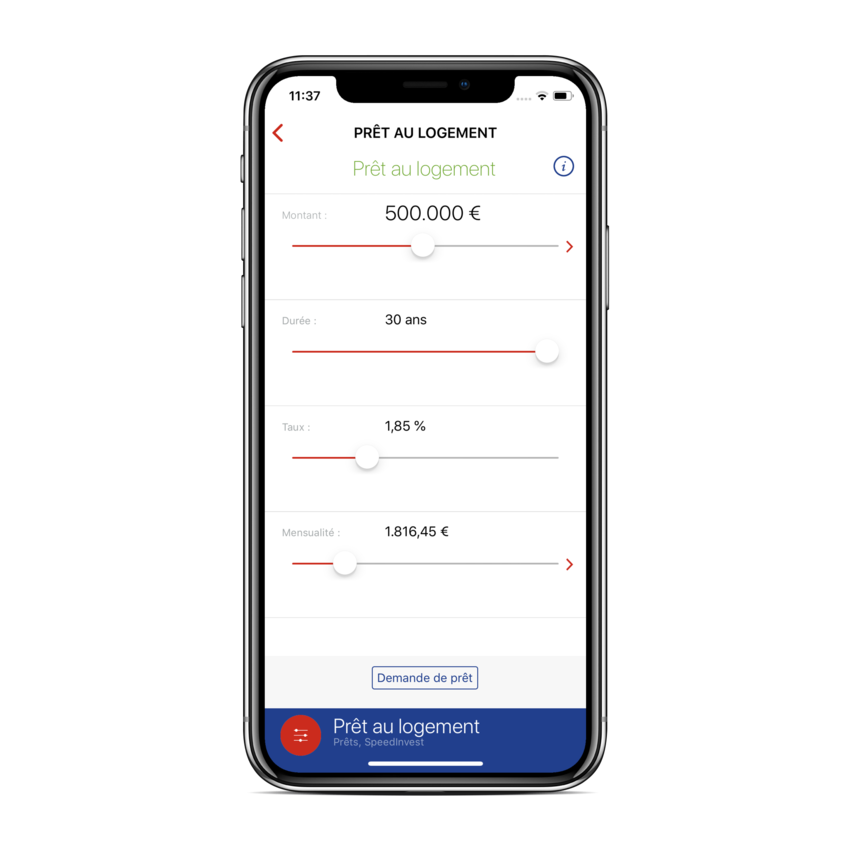 11:37
PRÊT AU LOGEMENT
Prêt au logement
i
Montant :
500.000 €
Durée :
30 ans
Taux :
1,85 %
Mensualité :
1.816,45 €
Demande de prêt
Prêt au logement
Prêts, SpeedInvest